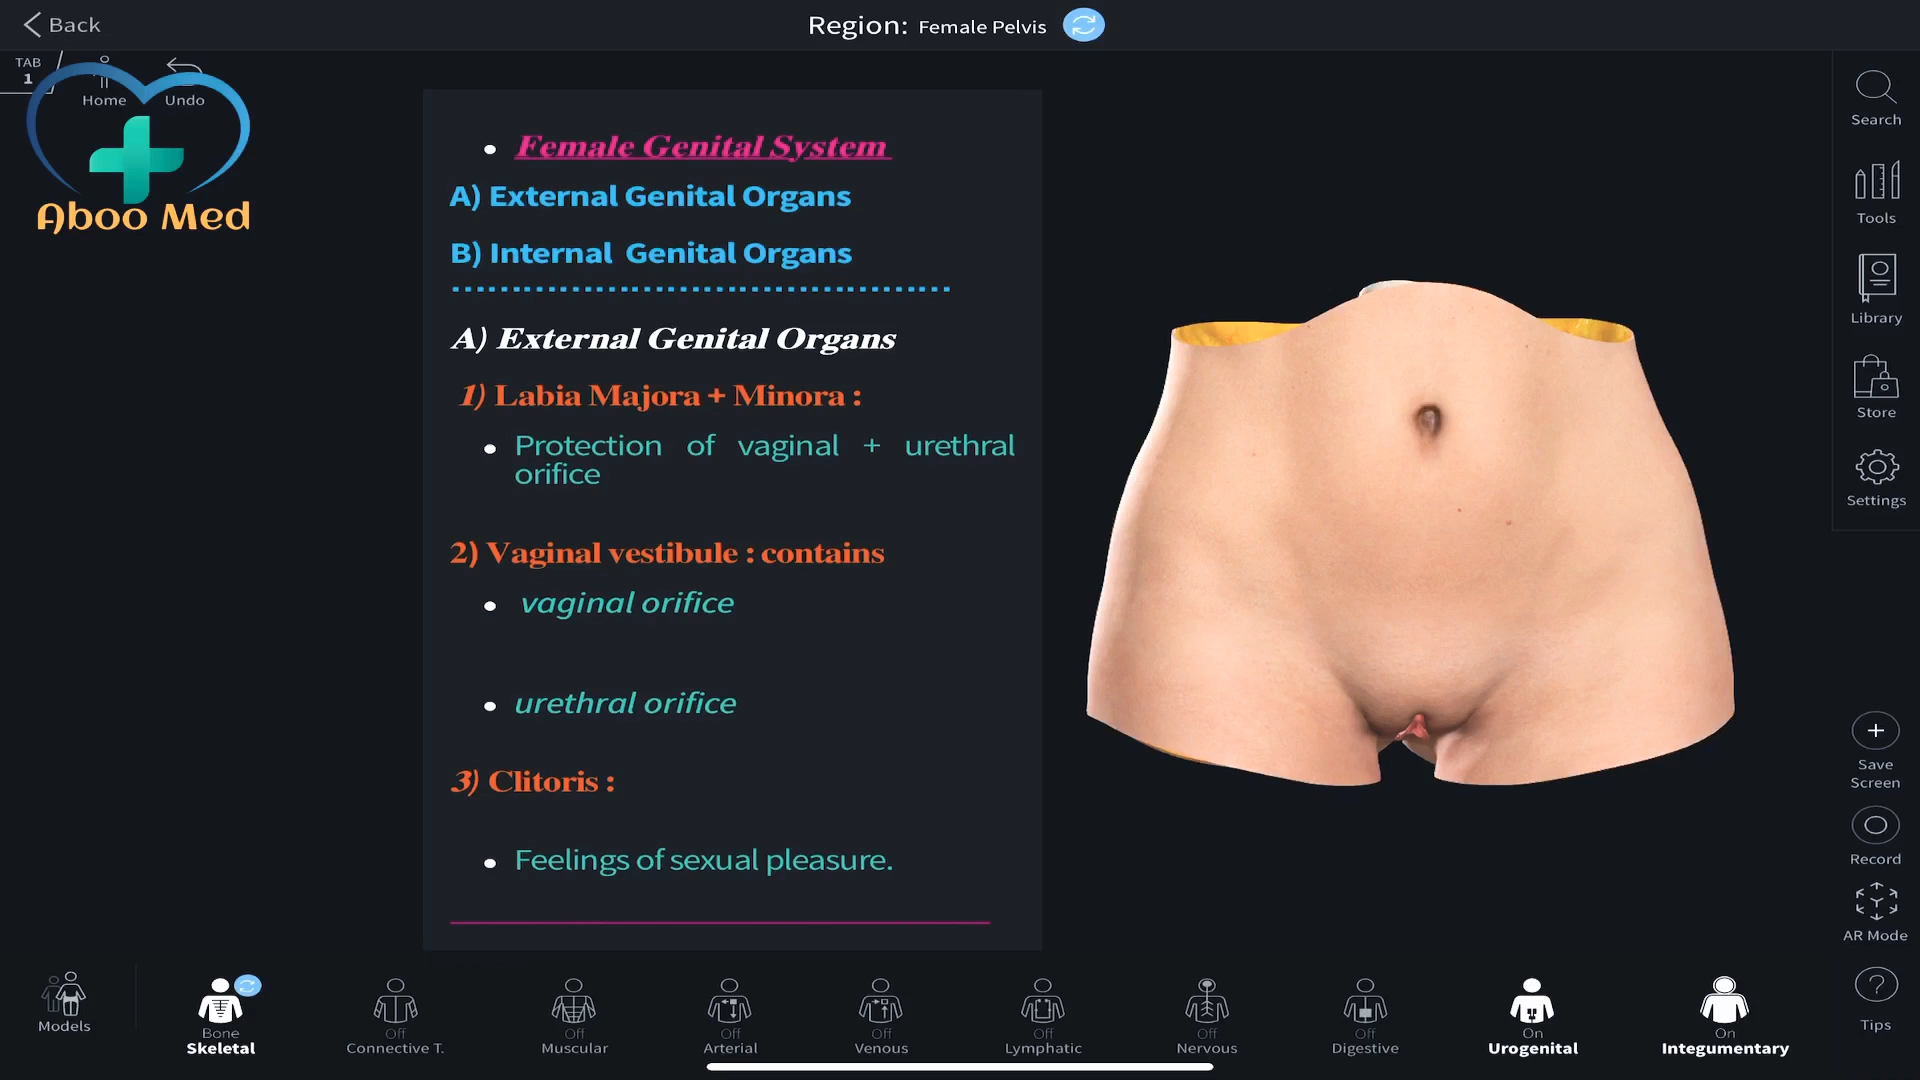 Back
Region: Female Pelvis
TAB
1
Home
Undo
Aboo Med
Search
Tools
Library
Store
Settings
• Female Genital System
A) External Genital Organs
B) Internal Genital Organs
A) External Genital Organs
1) Labia Majora + Minora :
• Protection of vaginal + urethral
orifice
2) Vaginal vestibule : contains
• vaginal orifice
• urethral orifice
3) Clitoris :
• Feelings of sexual pleasure.
+
Save
Screen
Record
AR Mode
?
Tips
Models
Bone
Skeletal
Off
Connective T.
Off
Muscular
Off
Arterial
Off
Venous
Off
Lymphatic
Off
Nervous
Off
Digestive
On
Urogenital
On
Integumentary